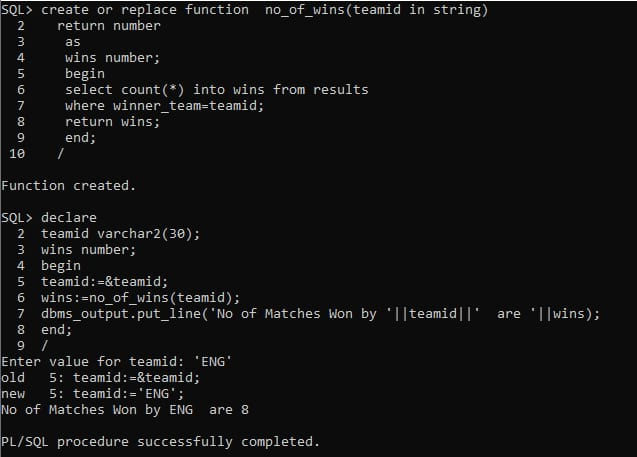 SQL> create or replace function  no_of_wins(teamid in string)
  2    return number
  3     as
  4     wins number;
  5     begin
  6     select count(*) into wins from results
  7     where winner_team=teamid;
  8     return wins;
  9     end;
 10    /
Function created.
SQL> declare
  2  teamid varchar2(30);
  3  wins number;
  4  begin
  5  teamid:=&teamid;
  6  wins:=no_of_wins(teamid);
  7  dbms_output.put_line('No of Matches Won by '||teamid||'  are '||wins);
  8  end;
  9  /
Enter value for teamid: 'ENG'
old   5: teamid:=&teamid;
new   5: teamid:='ENG';
No of Matches Won by ENG  are 8
PL/SQL procedure successfully completed.